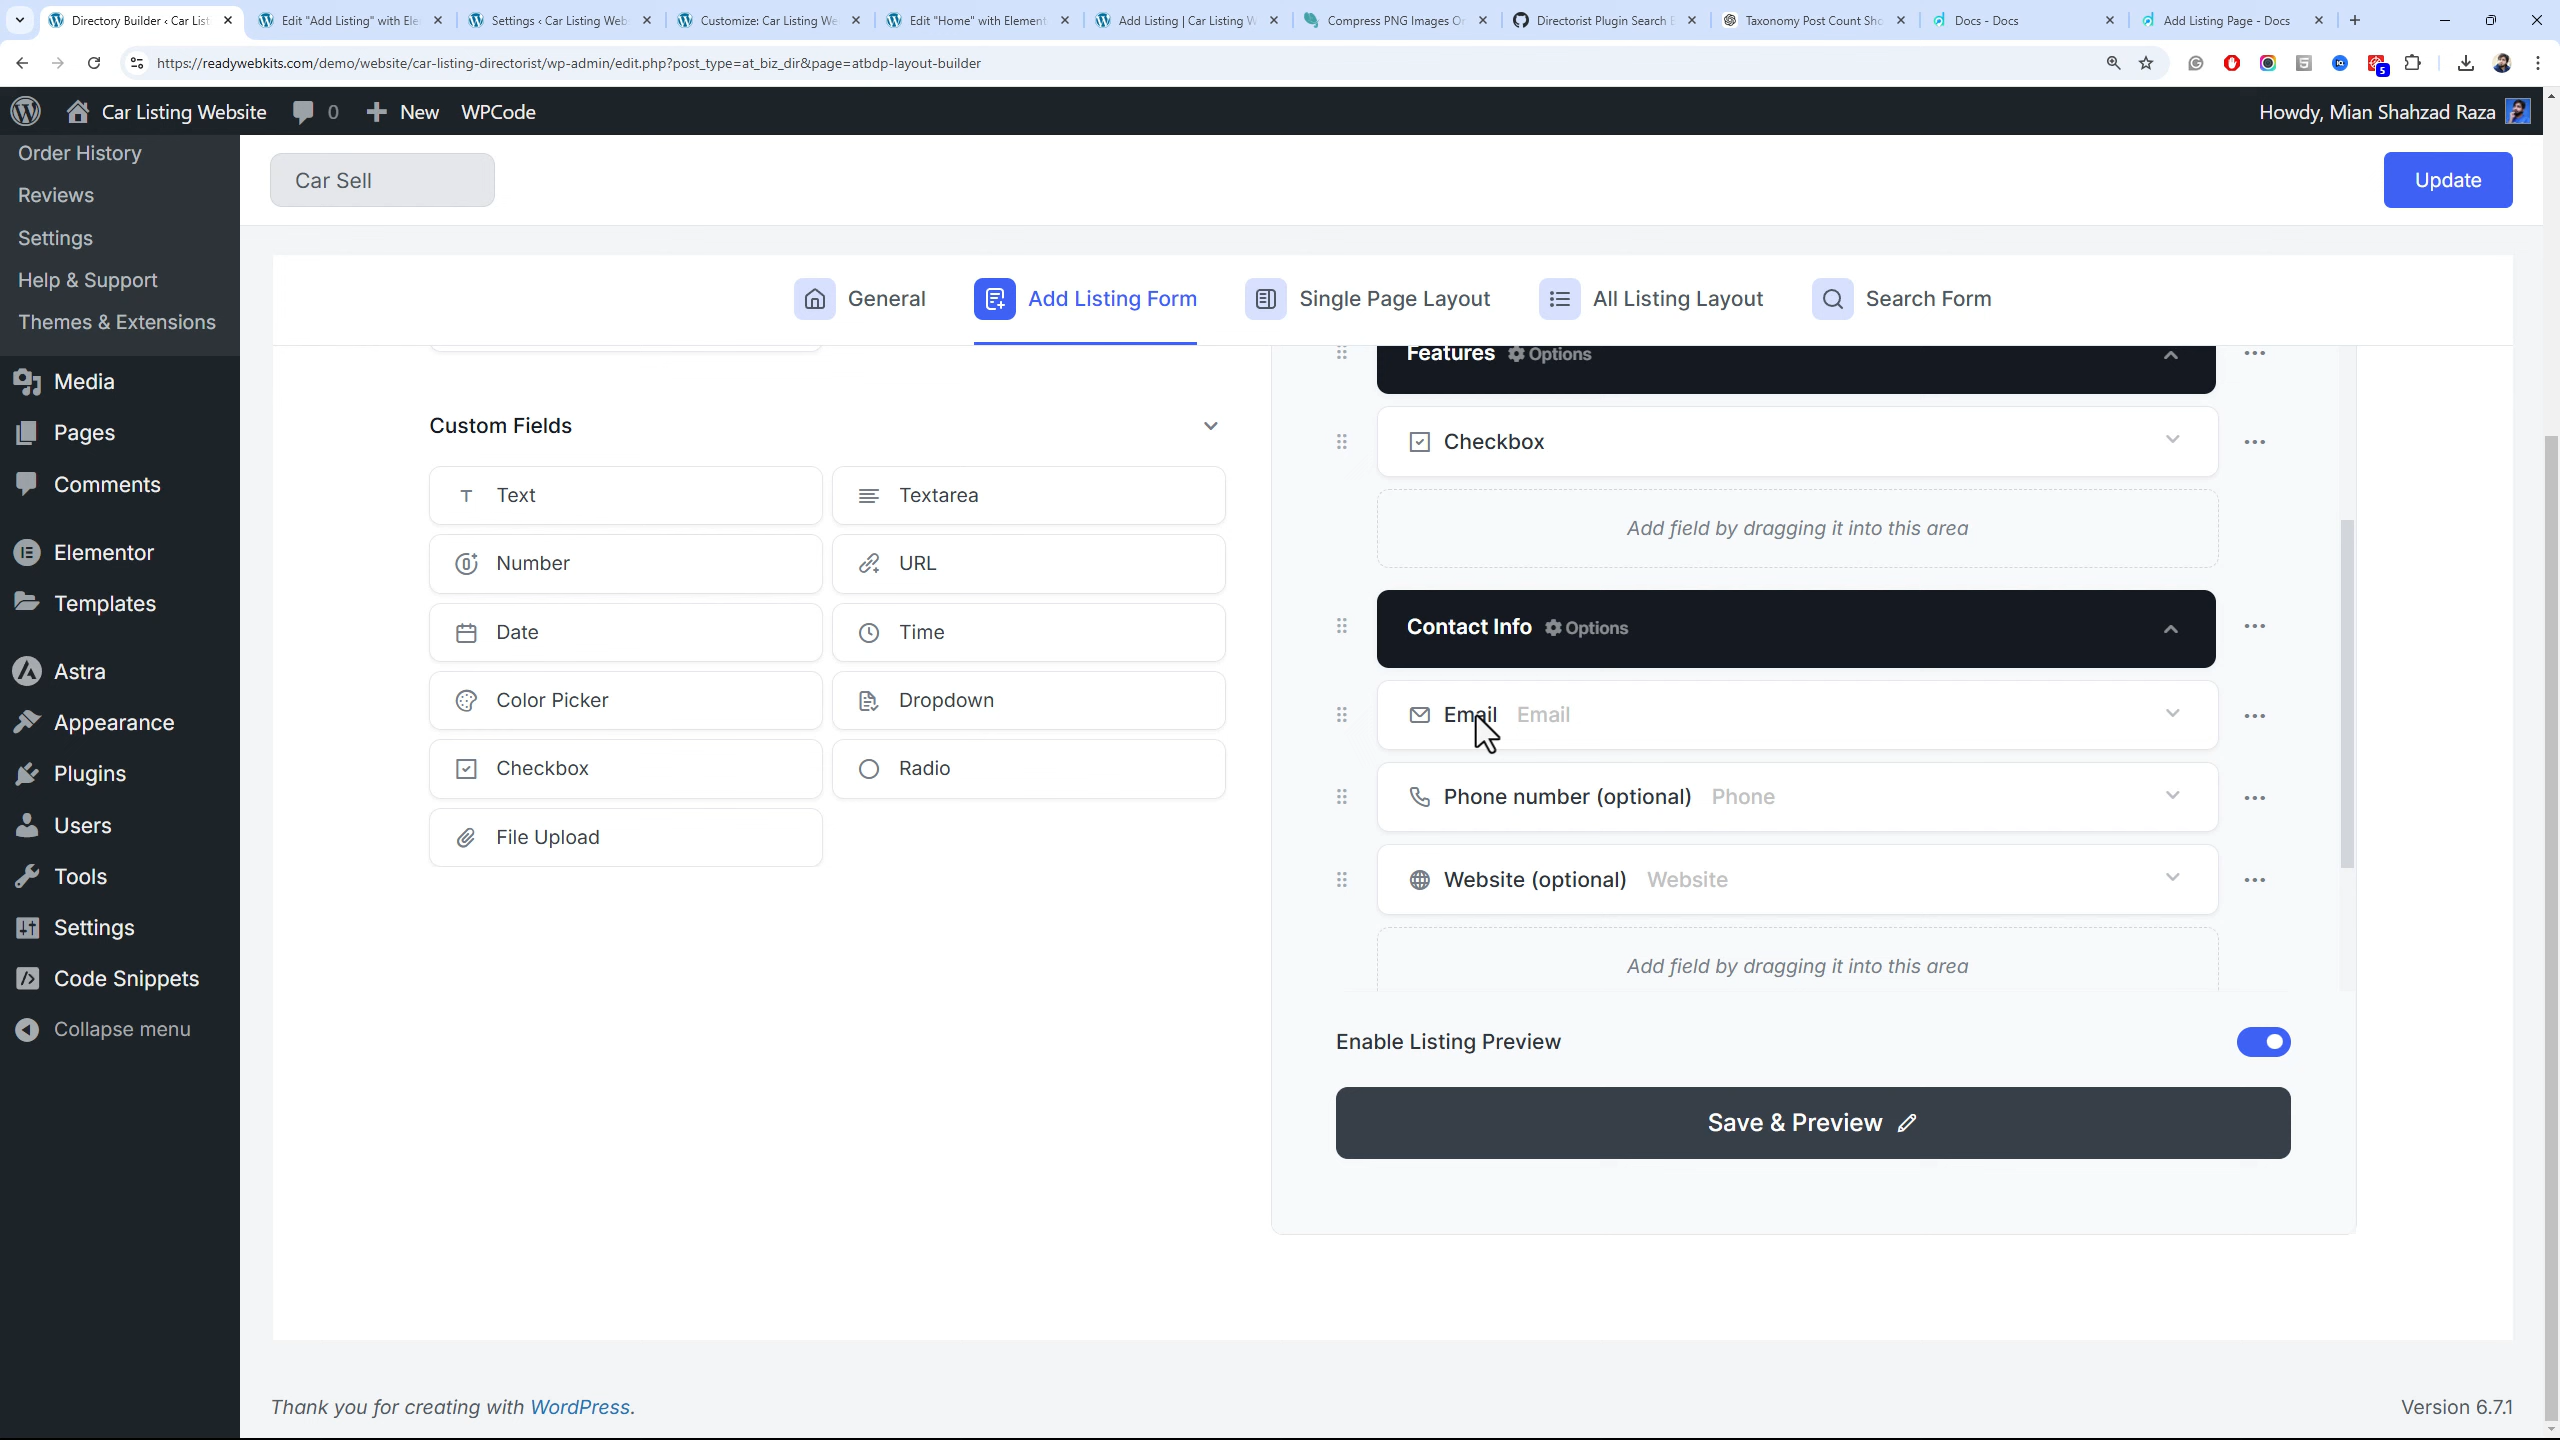 Directory Builder ‹ Car List
Edit "Add Listing" with Ele
Settings ‹ Car Listing Web
Customize: Car Listing We
Edit "Home" with Element
Add Listing | Car Listing W
Compress PNG Images O
Directorist Plugin Search E
Taxonomy Post Count Sho
Docs - Docs
Add Listing Page - Docs
https://readywebkits.com/demo/website/car-listing-directorist/wp-admin/edit.php?post_type=at_biz_dir&page=atbdp-layout-builder
5
Car Listing Website
0
New
WPCode
Howdy, Mian Shahzad Raza
Order History
Reviews
Settings
Help & Support
Themes & Extensions
Media
Pages
Comments
Elementor
Templates
Astra
Appearance
Plugins
Users
Tools
Settings
Code Snippets
Collapse menu
Car Sell
Update
General
Add Listing Form
Single Page Layout
All Listing Layout
Search Form
Custom Fields
Text
Textarea
Number
URL
Date
Time
Color Picker
Dropdown
Checkbox
Radio
File Upload
Features Options
Checkbox
Add field by dragging it into this area
Contact Info Options
Email Email
Phone number (optional) Phone
Website (optional) Website
Add field by dragging it into this area
Enable Listing Preview
Save & Preview
Thank you for creating with WordPress.
Version 6.7.1